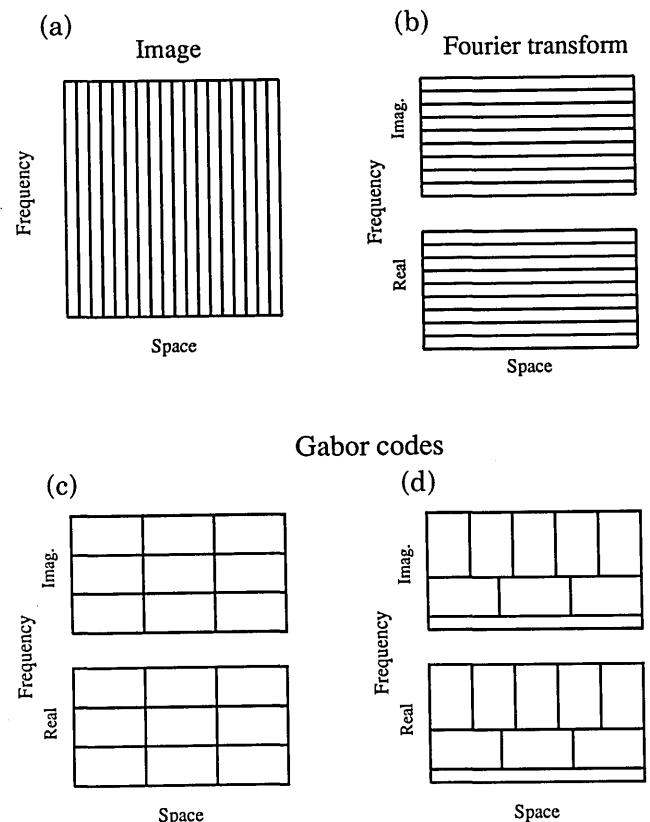 (a)
Image
Frequency
Space
(b)
Fourier transform
Imag.
Frequency
Real
Space
Gabor codes
(c)
Imag.
Frequency
Real
Space
(d)
Imag.
Frequency
Real
Space